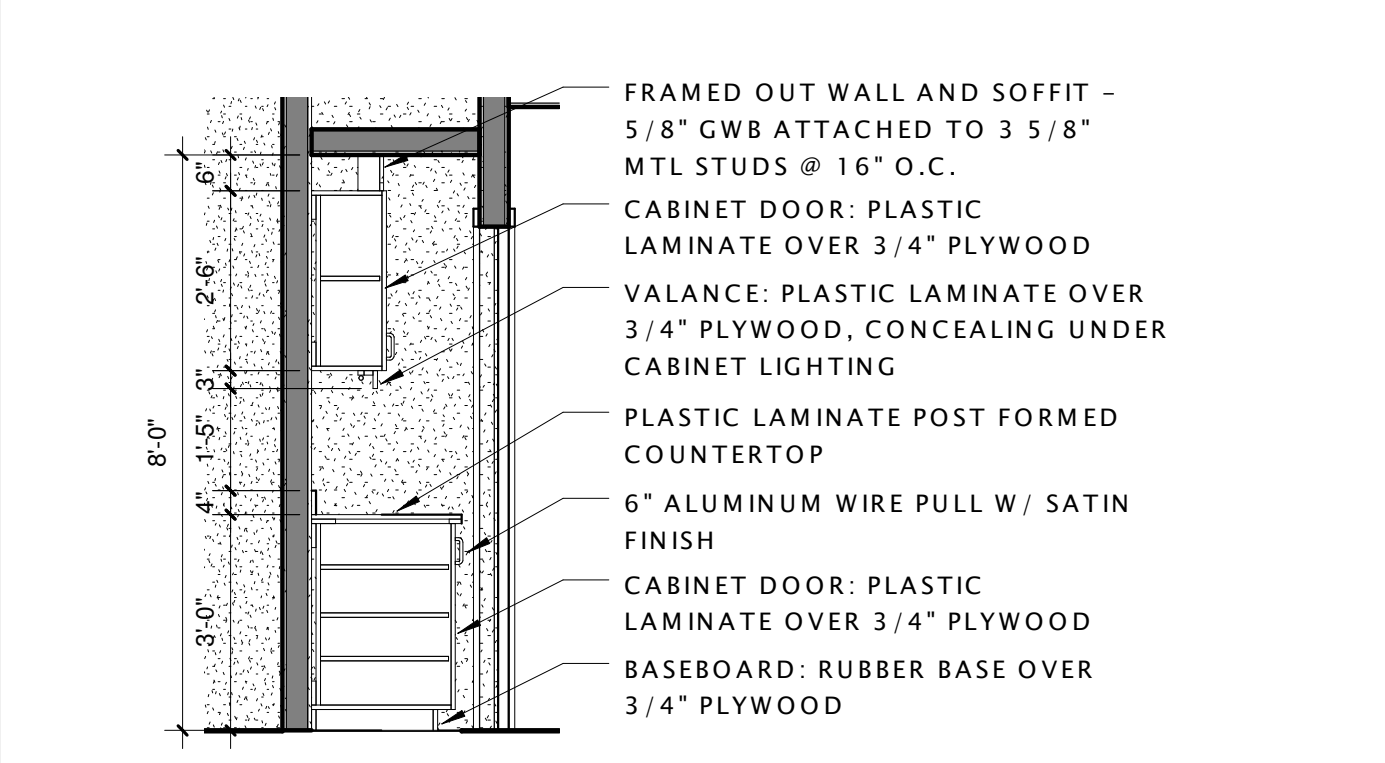 FRAMED OUT WALL AND SOFFIT –
5/8" GWB ATTACHED TO 3 5/8"
MTL STUDS @ 16" O.C.
CABINET DOOR: PLASTIC
LAMINATE OVER 3/4" PLYWOOD
VALANCE: PLASTIC LAMINATE OVER
3/4" PLYWOOD, CONCEALING UNDER
CABINET LIGHTING
PLASTIC LAMINATE POST FORMED
COUNTERTOP
6" ALUMINUM WIRE PULL W/ SATIN
FINISH
CABINET DOOR: PLASTIC
LAMINATE OVER 3/4" PLYWOOD
BASEBOARD: RUBBER BASE OVER
3/4" PLYWOOD
8'-0"
6"
2'-6"
3"
1'-5"
4"
3'-0"